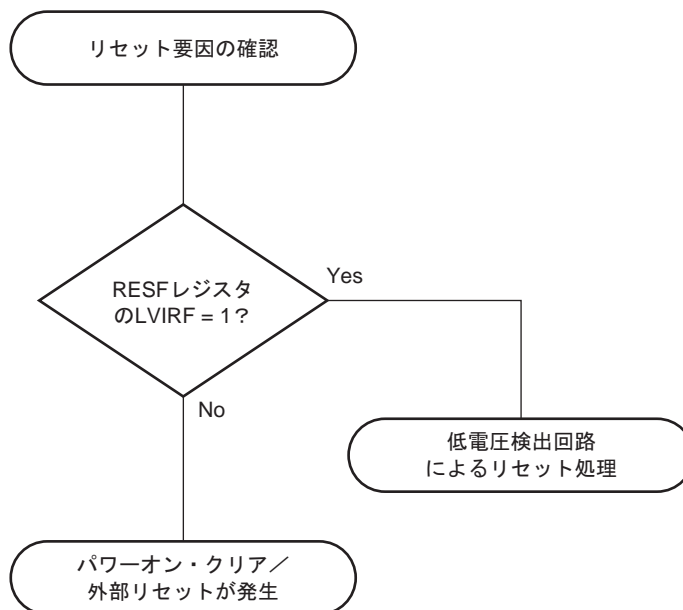 リセット要因の確認
RESFレジスタ
のLVIRF = 1?
Yes
No
低電圧検出回路
によるリセット処理
パワーオン・クリア／
外部リセットが発生